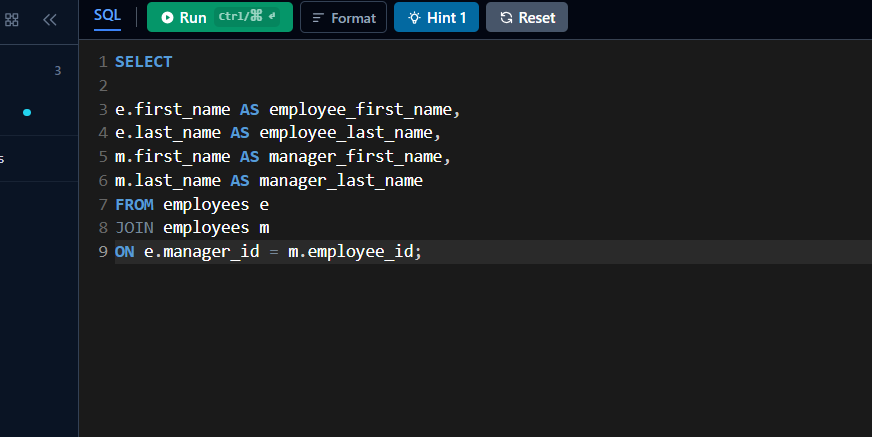 SQL Run Ctrl/⌘ ⏎ Format Hint 1 Reset
3
s
1 SELECT
2
3 e.first_name AS employee_first_name,
4 e.last_name AS employee_last_name,
5 m.first_name AS manager_first_name,
6 m.last_name AS manager_last_name
7 FROM employees e
8 JOIN employees m
9 ON e.manager_id = m.employee_id;